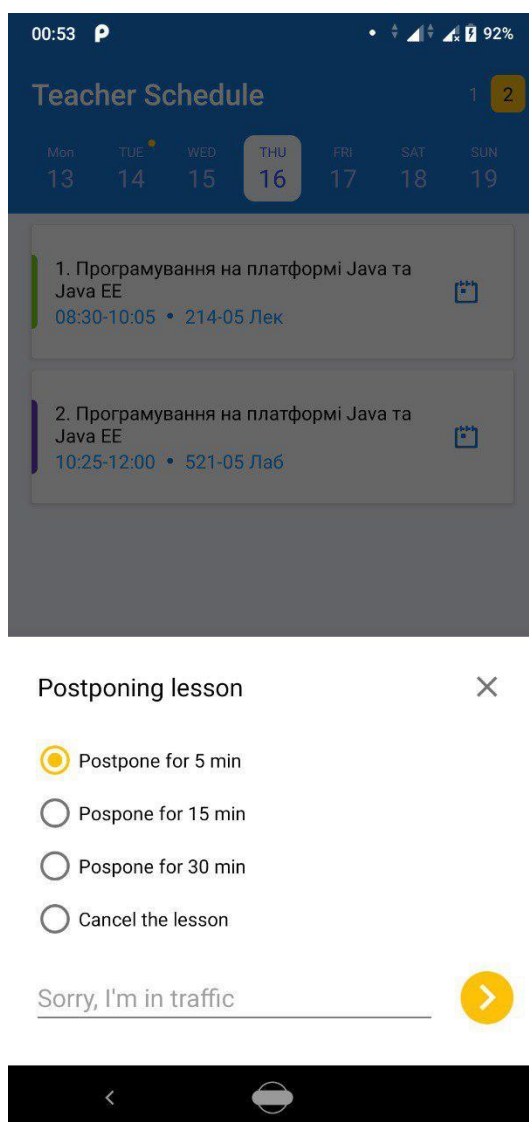 00:53 92%
Teacher Schedule 1 2
Mon TUE WED THU FRI SAT SUN
13 14 15 16 17 18 19
1. Програмування на платформі Java та
Java EE
08:30-10:05 • 214-05 Лек
2. Програмування на платформі Java та
Java EE
10:25-12:00 • 521-05 Лаб
Postponing lesson
Postpone for 5 min
Pospone for 15 min
Pospone for 30 min
Cancel the lesson
Sorry, I'm in traffic